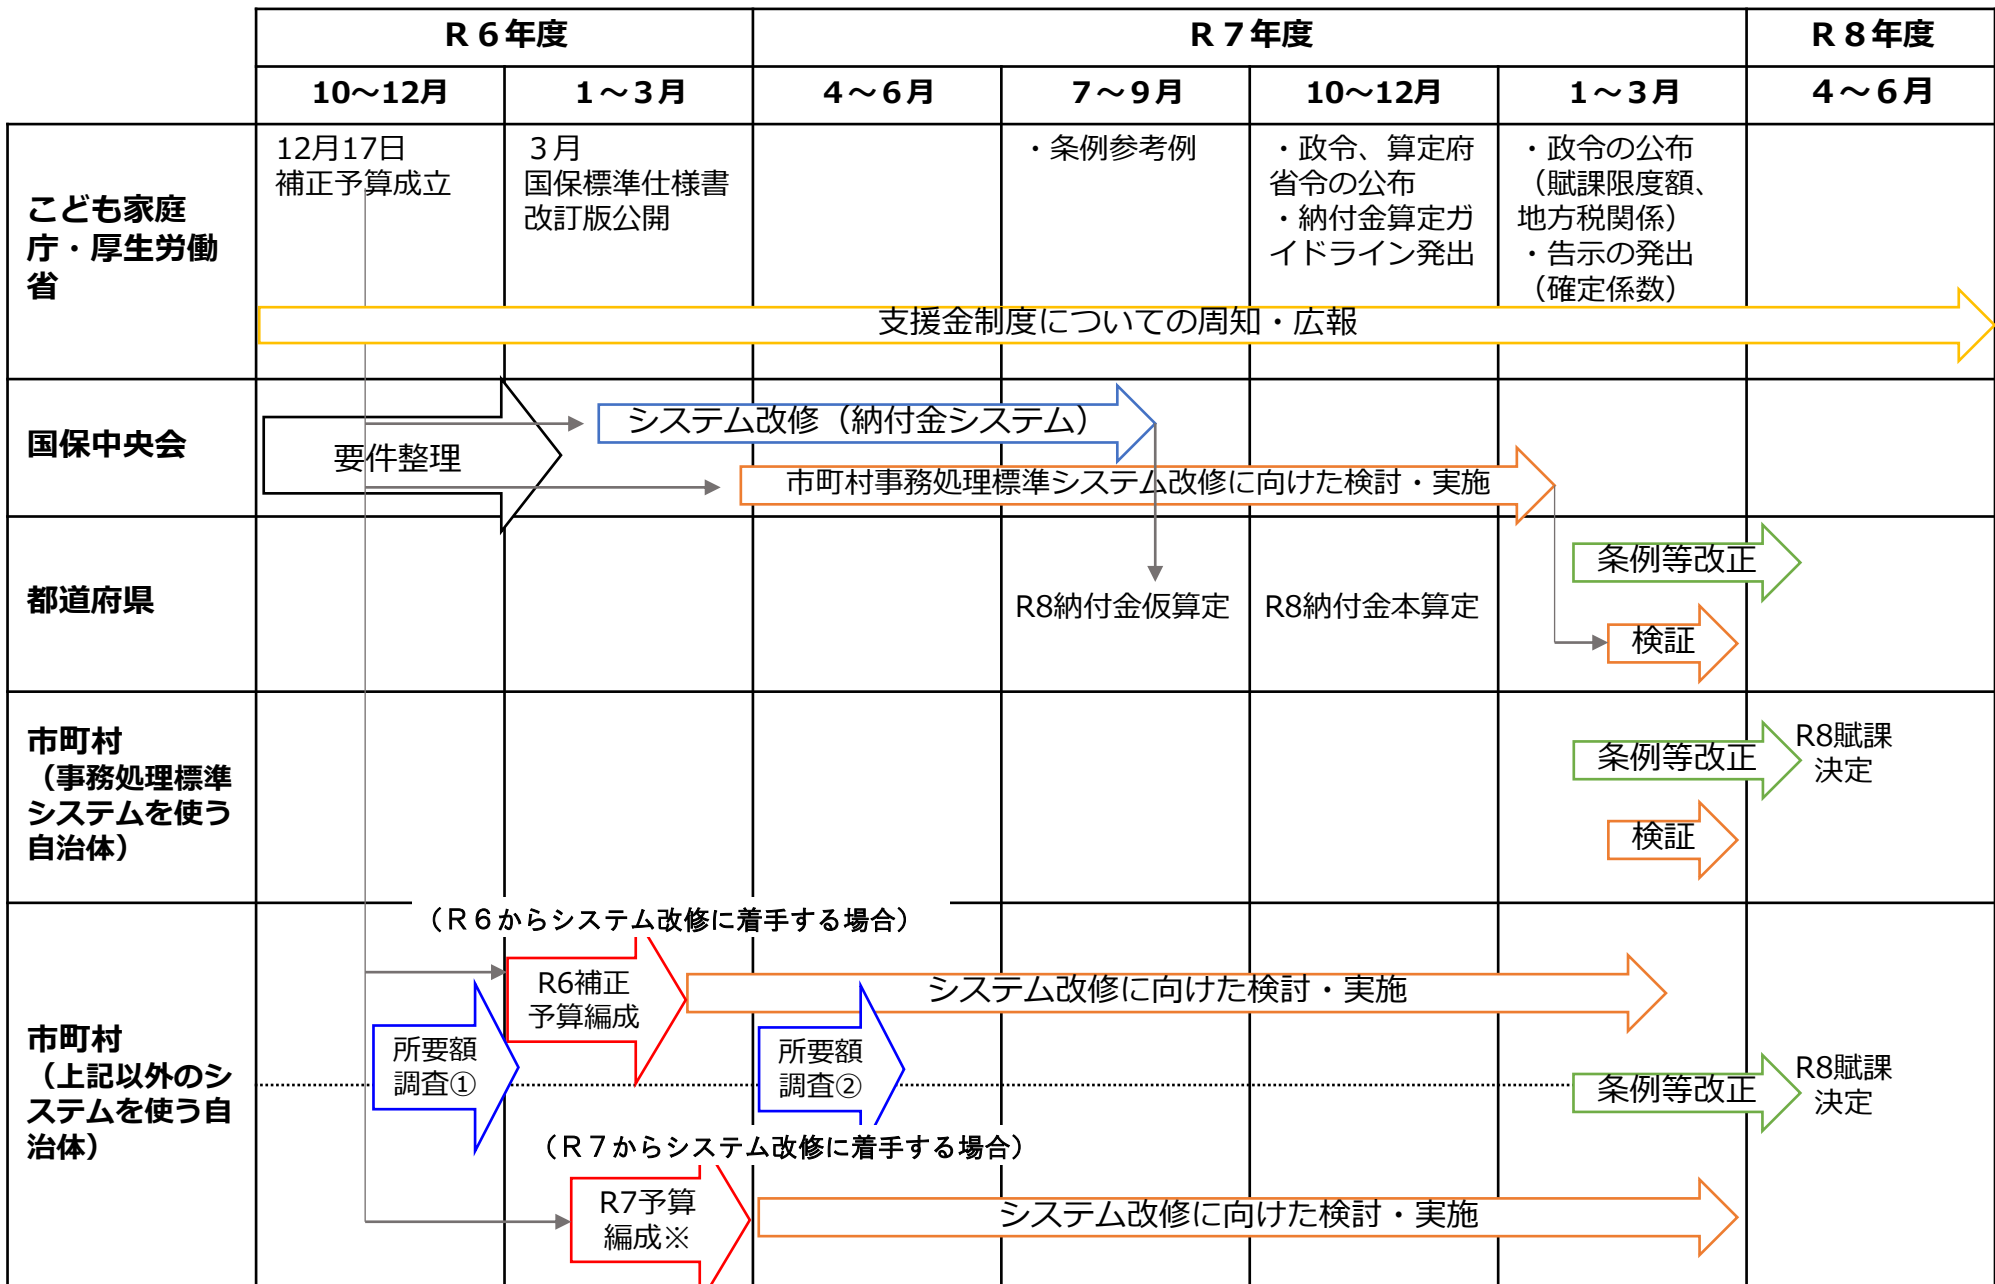 R６年度
R７年度
R８年度
10～12月
１～３月
４～６月
７～９月
10～12月
１～３月
４～６月
こども家庭
庁・厚生労働
省
12月17日
補正予算成立
３月
国保標準仕様書
改訂版公開
・条例参考例
・政令、算定府
省令の公布
・納付金算定ガ
イドライン発出
・政令の公布
（賦課限度額、
地方税関係）
・告示の発出
（確定係数）
支援金制度についての周知・広報
国保中央会
要件整理
システム改修（納付金システム）
市町村事務処理標準システム改修に向けた検討・実施
都道府県
R8納付金仮算定
R8納付金本算定
条例等改正
検証
市町村
（事務処理標準
システムを使う
自治体）
条例等改正
検証
R8賦課
決定
市町村
（上記以外のシ
ステムを使う自
治体）
（R６からシステム改修に着手する場合）
R6補正
予算編成
システム改修に向けた検討・実施
所要額
調査①
所要額
調査②
条例等改正
R8賦課
決定
（R７からシステム改修に着手する場合）
R7予算
編成※
システム改修に向けた検討・実施